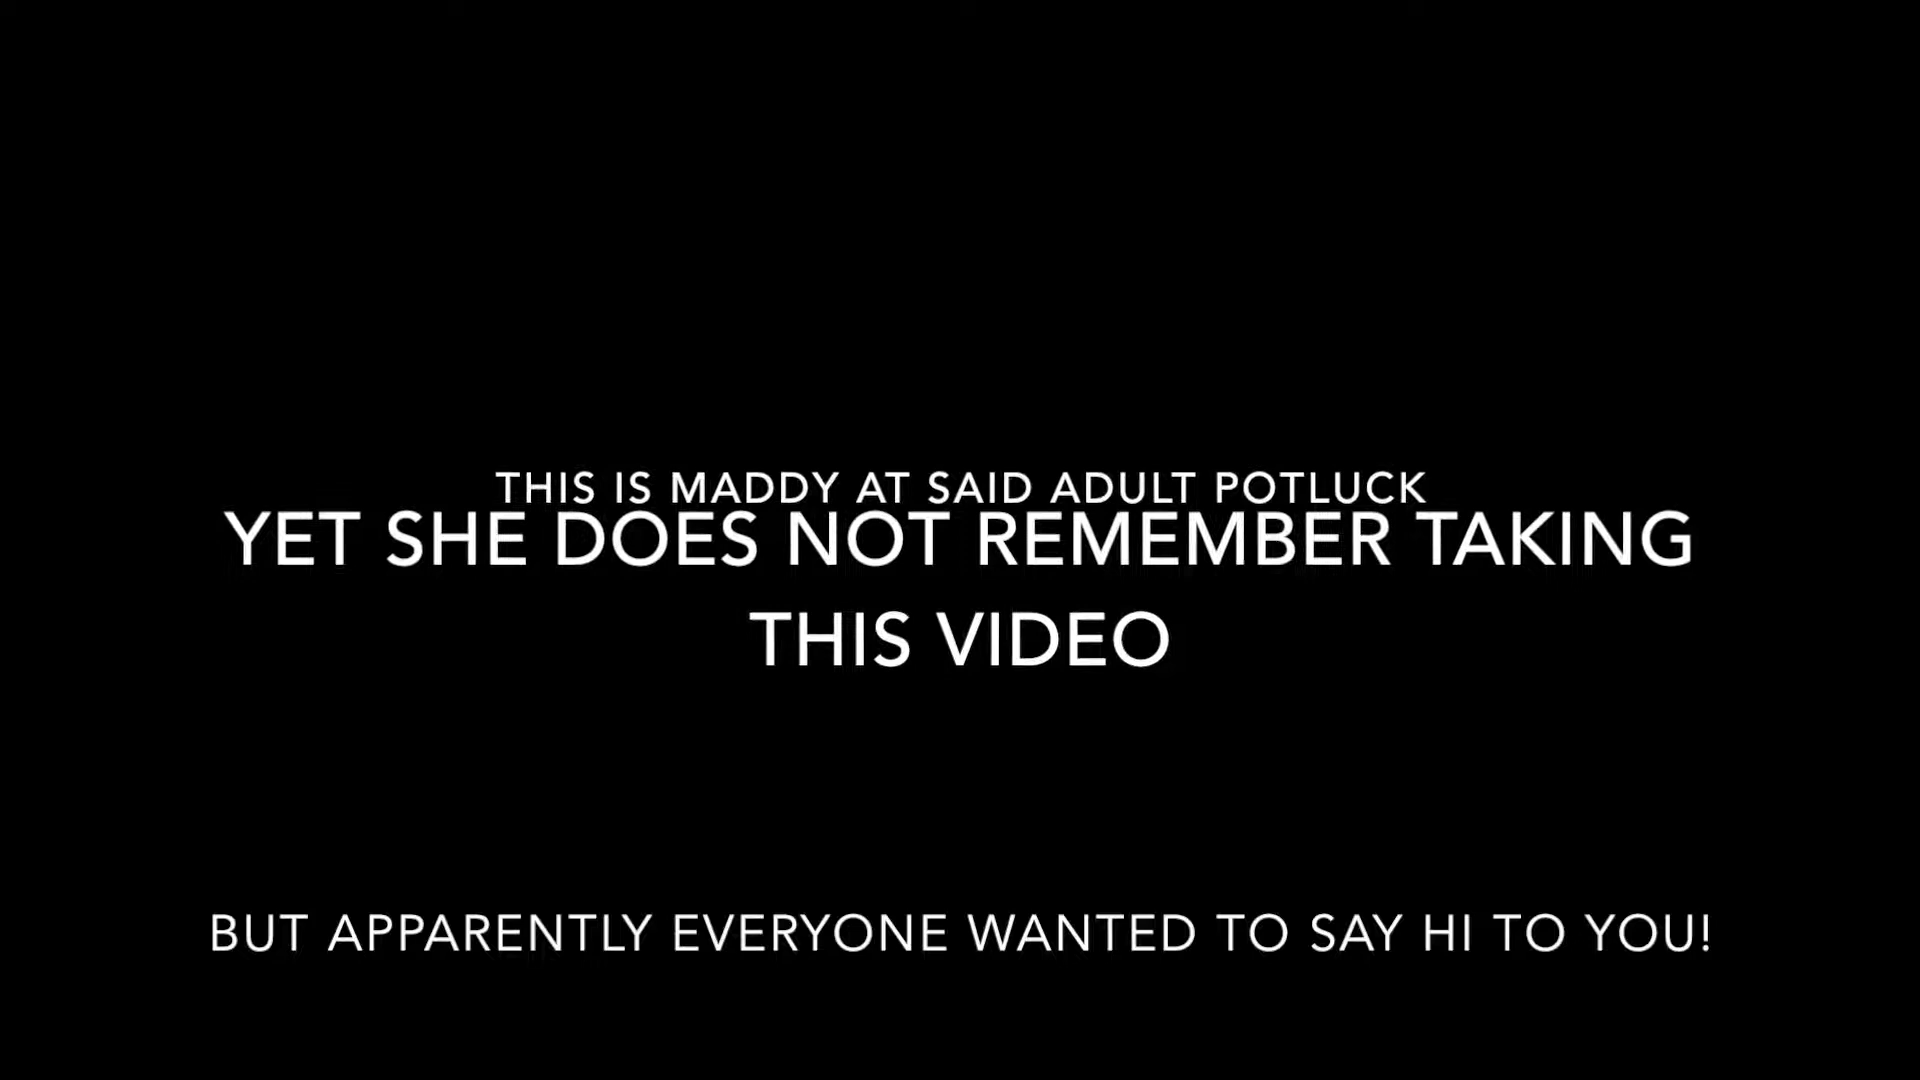 THIS IS MADDY AT SAID ADULT POTLUCK
YET SHE DOES NOT REMEMBER TAKING
THIS VIDEO
BUT APPARENTLY EVERYONE WANTED TO SAY HI TO YOU!